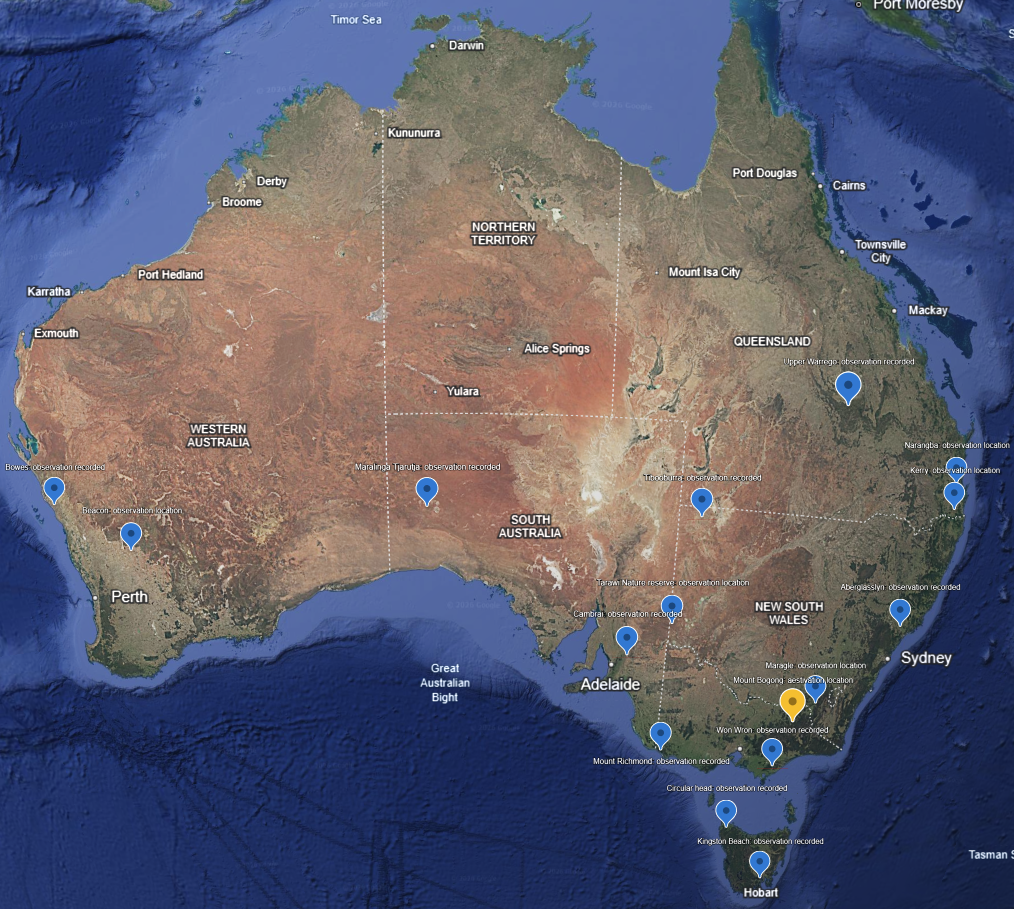 Port Moresby
Timor Sea
Darwin
Kununurra
Derby
Broome
Port Douglas
Cairns
NORTHERN
TERRITORY
Townsville
City
Port Hedland
Mount Isa City
Karratha
Mackay
Exmouth
QUEENSLAND
Alice Springs
Upper Warrego- observation recorded
Yulara
WESTERN
AUSTRALIA
Narangba- observation location
Bowes- observation recorded
Maralinga Tjarutja- observation recorded
Kerry- observation location
Tibooburra- observation recorded
Beacon- observation location
SOUTH
AUSTRALIA
Tarawi Nature reserve- observation location
Aberglasslyn- observation recorded
Perth
Cambrai- observation recorded
NEW SOUTH
WALES
Sydney
Great
Australian
Bight
Maragle- observation location
Adelaide
Mount Bogong- aestivation location
Won Wron- observation recorded
Mount Richmond- observation recorded
Circular head- observation recorded
Kingston Beach- observation recorded
Tasman S
Hobart